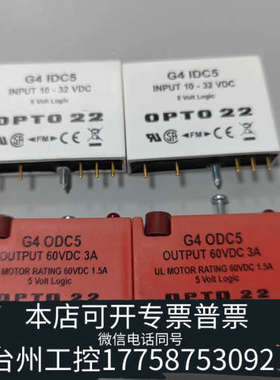 G4 IDC5
INPUT 10 - 32 VDC
5 Volt Logic
OPTO 22
FM
G4 IDC5
INPUT 10 - 32 VDC
5 Volt Logic
OPTO 22
FM
G4 ODC5
OUTPUT 60VDC 3A
UL MOTOR RATING 60VDC 1.5A
5 Volt Logic
G4 ODC5
OUTPUT 60VDC 3A
UL MOTOR RATING 60VDC 1.5A
5 Volt Logic
本店可开专票普票
微信电话同号
台州工控17758753092